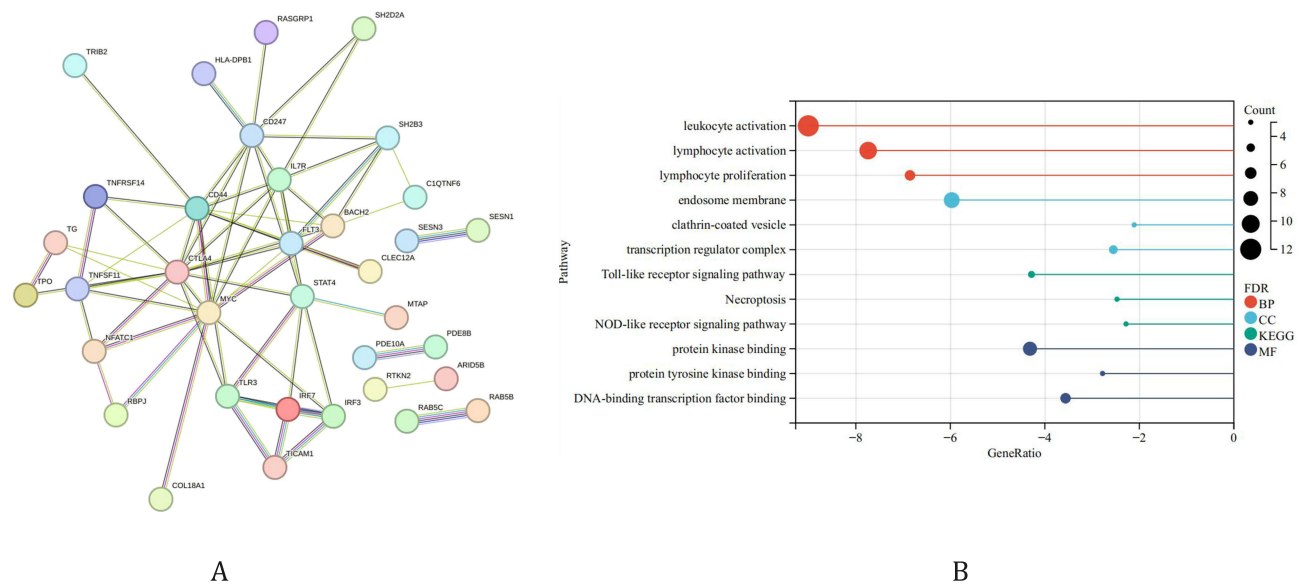 RASGRP1
SH2D2A
TRIB2
HLA-DPB1
CD247
SH2B3
IL7R
TNFRSF14
CD44
C1QTNF6
BACH2
SESN1
SESN3
TG
FLT3
CTLA4
CLEC12A
TPO
TNFSF11
MYC
STAT4
MTAP
NFATC1
PDE8B
PDE10A
ARID5B
TLR3
RTKN2
IRF7
IRF3
RAB5B
RBPJ
RAB5C
TICAM1
COL18A1
A
Pathway
leukocyte activation
lymphocyte activation
lymphocyte proliferation
endosome membrane
clathrin-coated vesicle
transcription regulator complex
Toll-like receptor signaling pathway
Necroptosis
NOD-like receptor signaling pathway
protein kinase binding
protein tyrosine kinase binding
DNA-binding transcription factor binding
−8 −6 −4 −2 0
GeneRatio
Count
4
6
8
10
12
FDR
BP
CC
KEGG
MF
B